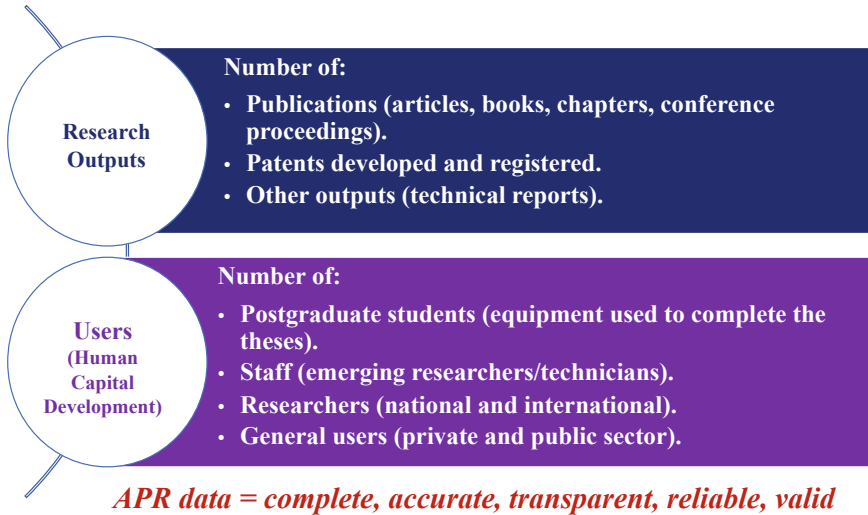 Research
Outputs
Number of:
• Publications (articles, books, chapters, conference
proceedings).
• Patents developed and registered.
• Other outputs (technical reports).
Users
(Human
Capital
Development)
Number of:
• Postgraduate students (equipment used to complete the
theses).
• Staff (emerging researchers/technicians).
• Researchers (national and international).
• General users (private and public sector).
APR data = complete, accurate, transparent, reliable, valid